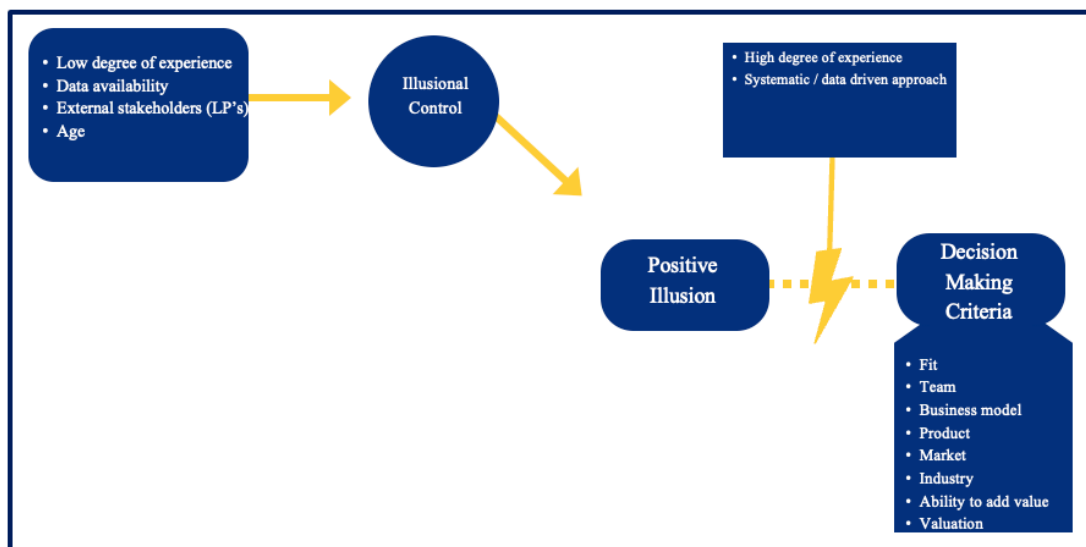 • Low degree of experience
• Data availability
• External stakeholders (LP's)
• Age
Illusional
Control
• High degree of experience
• Systematic / data driven approach
Positive
Illusion
Decision
Making
Criteria
• Fit
• Team
• Business model
• Product
• Market
• Industry
• Ability to add value
• Valuation